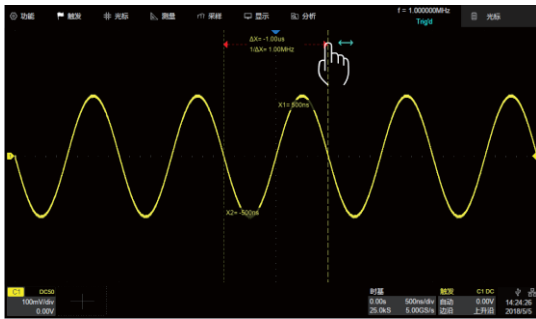 功能 触发 光标 测量 采样 显示 分析 f = 1.000000MHz 光标
Trig'd
ΔX= -1.00us
1/ΔX= 1.00MHz
X1= 500ns
X2= -500ns
C1 DC50
100mV/div
0.00V
时基
0.00s 500ns/div
25.0kS 5.00GS/s
触发 C1 DC
自动 0.00V
边沿 上升沿
14:24:26
2018/5/5